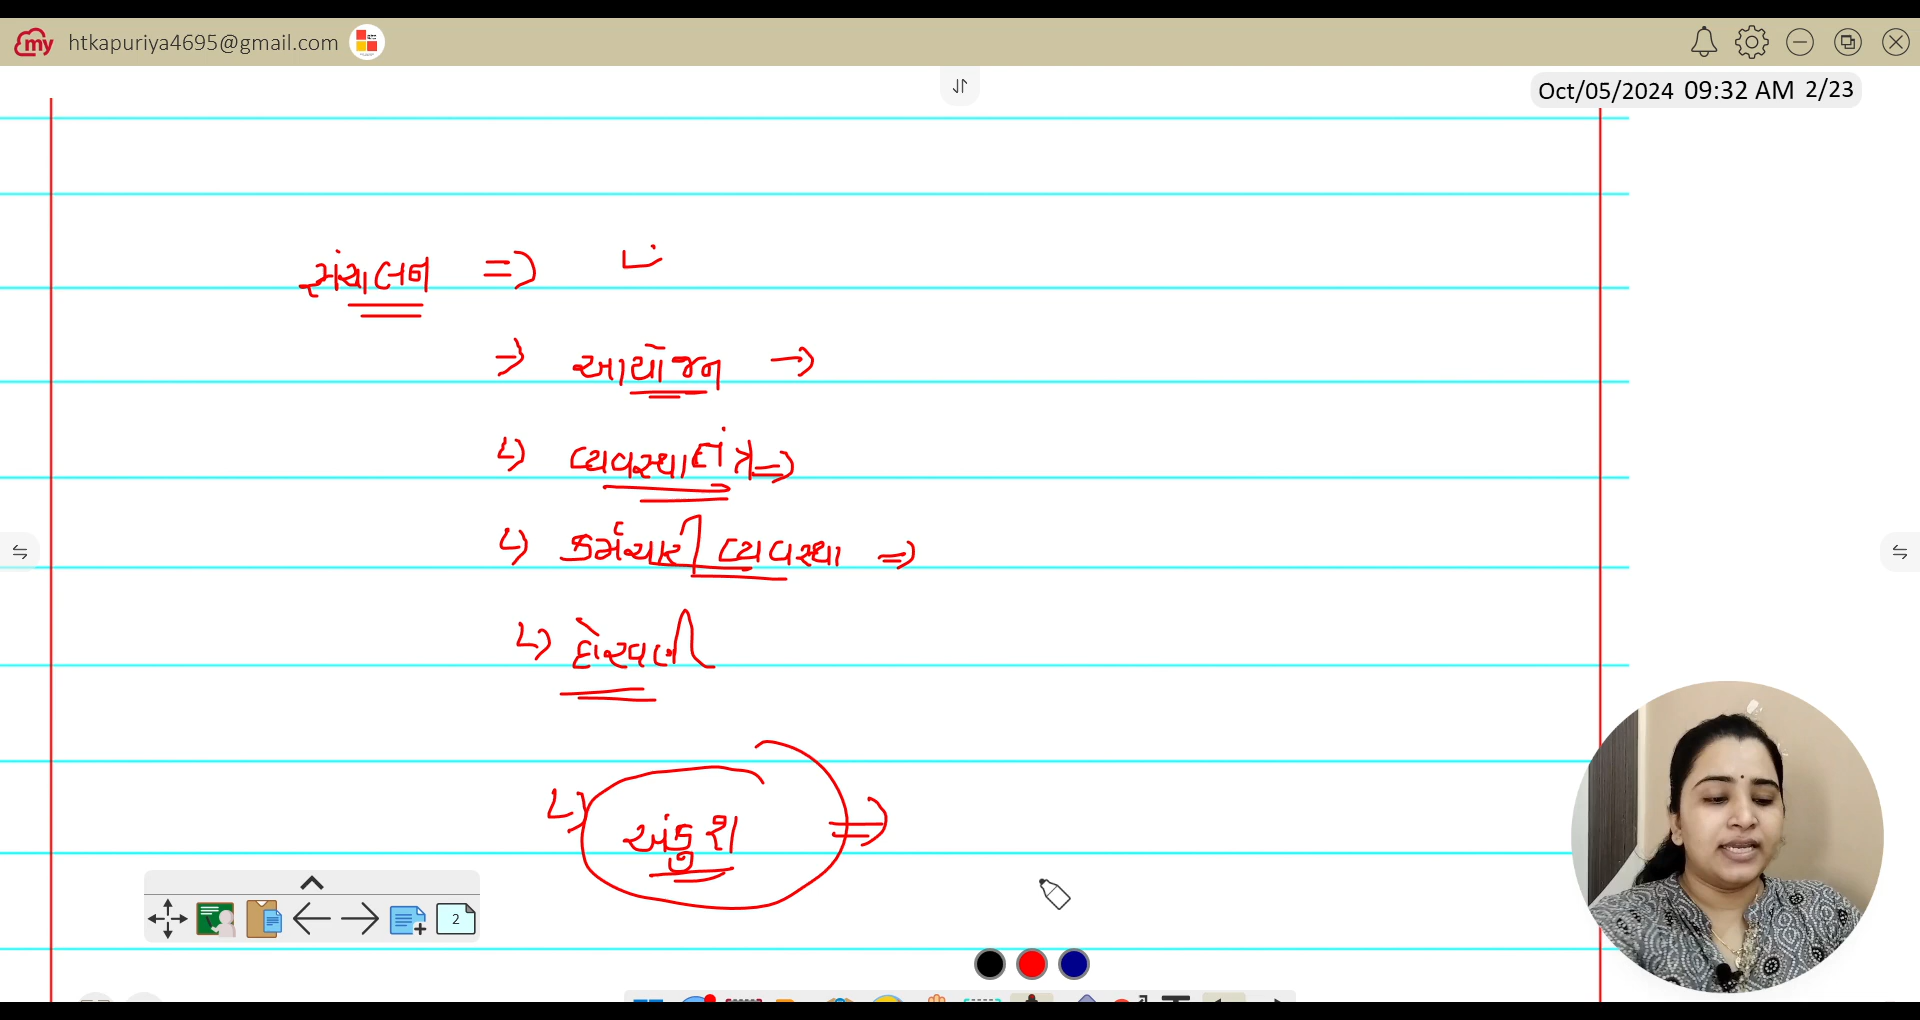 my htkapuriya4695@gmail.com
Oct/05/2024 09:32 AM 2/23
સંચાલન =>
→ આયોજન →
↳ વ્યવસ્થાતંત્ર =>
↳ કર્મચારી વ્યવસ્થા =>
↳ દોરવણી
↳ અંકુશ =>
2